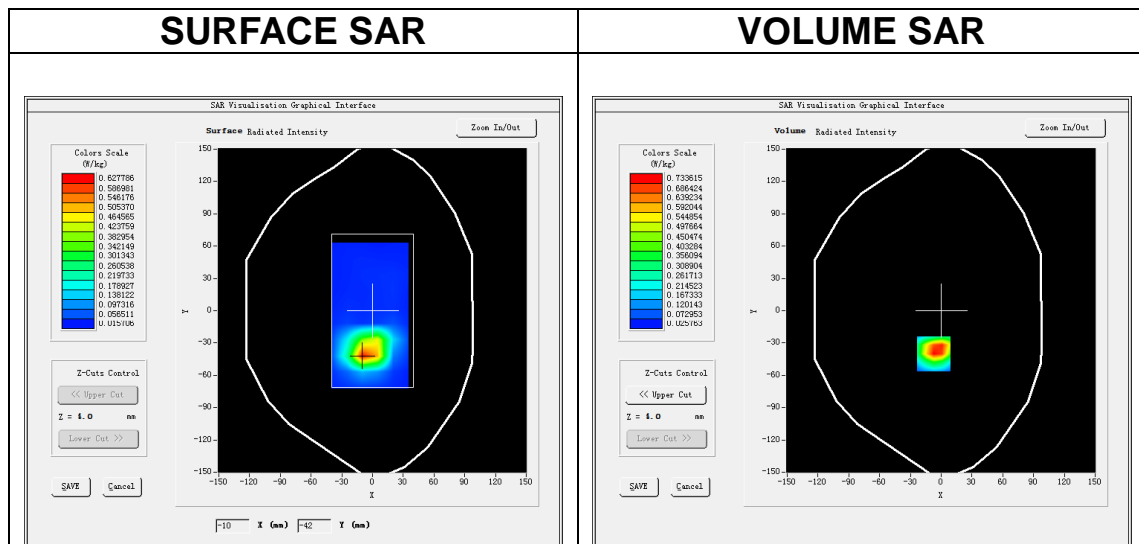 SURFACE SAR
SAR Visualisation Graphical Interface
Surface Radiated Intensity
Zoom In/Out
Colors Scale
(W/kg)
0.627786
0.586981
0.546176
0.505370
0.464565
0.423759
0.382954
0.342149
0.301343
0.260538
0.219733
0.178927
0.138122
0.097316
0.056511
0.015706
150
120
90
60
30
0
-30
-60
-90
-120
-150
Y
-150 -120 -90 -60 -30 0 30 60 90 120 150
X
Z-Cuts Control
<< Upper Cut
Z = 4.0 mm
Lower Cut >>
SAVE Cancel
-10 X (mm) -42 Y (mm)
VOLUME SAR
SAR Visualisation Graphical Interface
Volume Radiated Intensity
Zoom In/Out
Colors Scale
(W/kg)
0.733615
0.686424
0.639234
0.592044
0.544854
0.497664
0.450474
0.403284
0.356094
0.308904
0.261713
0.214523
0.167333
0.120143
0.072953
0.025763
150
120
90
60
30
0
-30
-60
-90
-120
-150
Y
-150 -120 -90 -60 -30 0 30 60 90 120 150
X
Z-Cuts Control
<< Upper Cut
Z = 4.0 mm
Lower Cut >>
SAVE Cancel